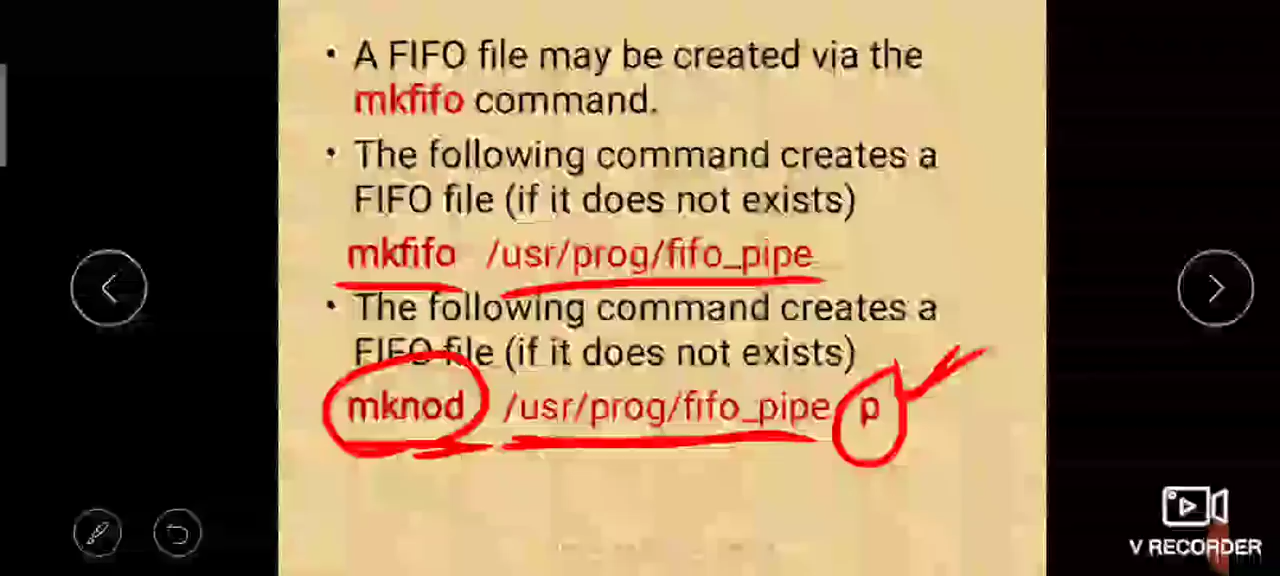 • A FIFO file may be created via the
mkfifo command.
• The following command creates a
FIFO file (if it does not exists)
mkfifo /usr/prog/fifo_pipe
• The following command creates a
FIFO file (if it does not exists)
mknod /usr/prog/fifo_pipe p
V RECORDER